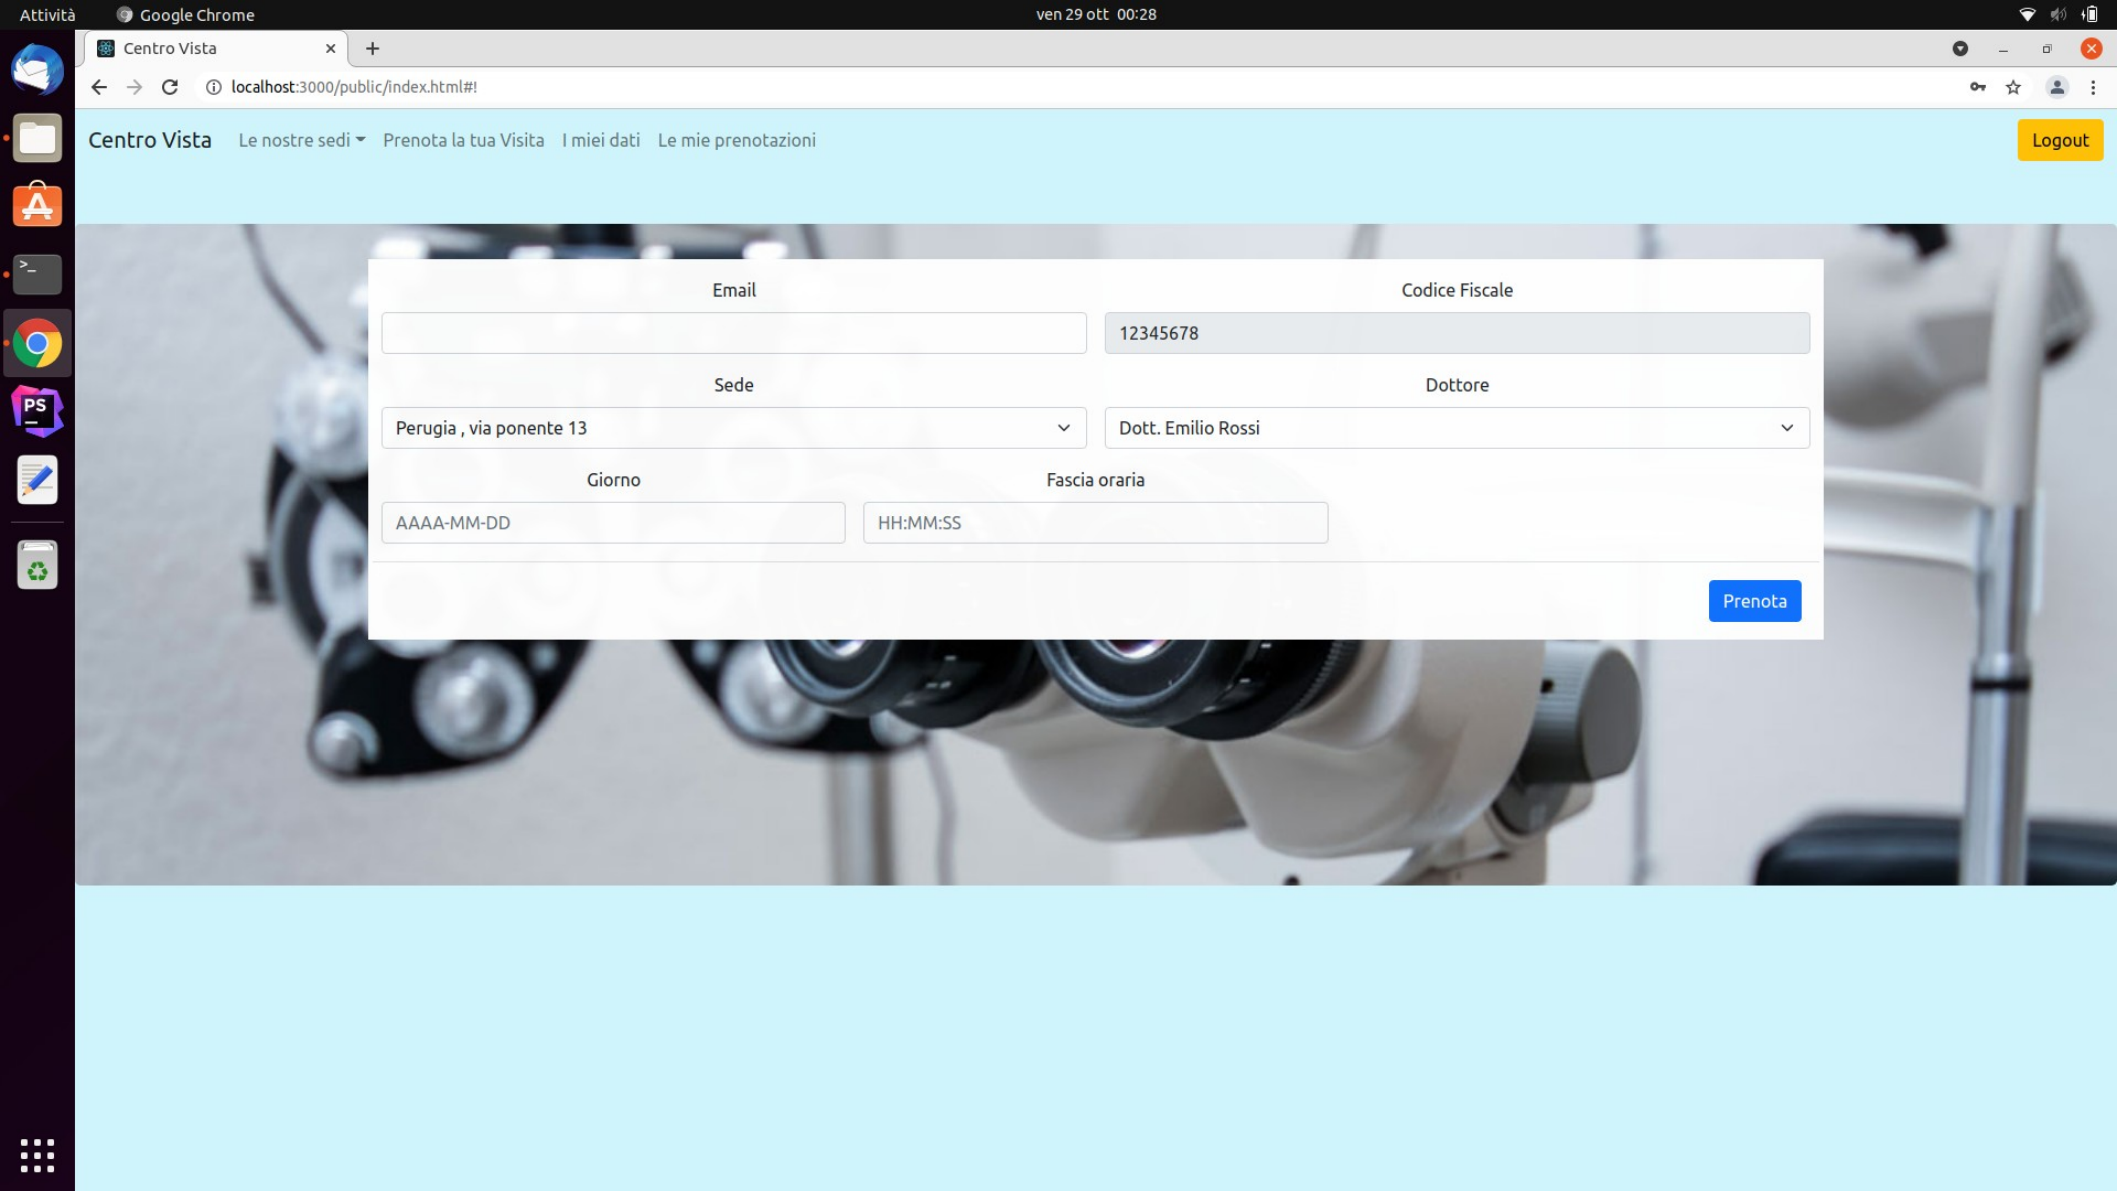 Attività Google Chrome ven 29 ott 00:28
Centro Vista
localhost:3000/public/index.html#!
Centro Vista Le nostre sedi Prenota la tua Visita I miei dati Le mie prenotazioni Logout
Email Codice Fiscale
12345678
Sede Dottore
Perugia , via ponente 13 Dott. Emilio Rossi
Giorno Fascia oraria
AAAA-MM-DD HH:MM:SS
Prenota
PS